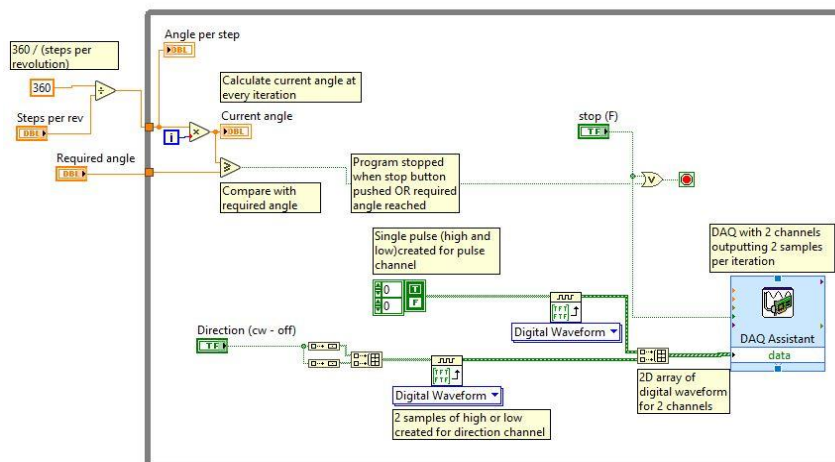 Angle per step
DBL
360 / (steps per
revolution)
360
÷
Steps per rev
DBL
Calculate current angle at
every iteration
Current angle
DBL
i
×
Required angle
DBL
≥
Compare with
required angle
Program stopped
when stop button
pushed OR required
angle reached
stop (F)
TF
V
DAQ with 2 channels
outputting 2 samples
per iteration
Single pulse (high and
low)created for pulse
channel
0
T
0
F
TFT
FTF
Digital Waveform
DAQ Assistant
data
Direction (cw - off)
TF
TFT
FTF
Digital Waveform
2D array of
digital waveform
for 2 channels
2 samples of high or low
created for direction channel